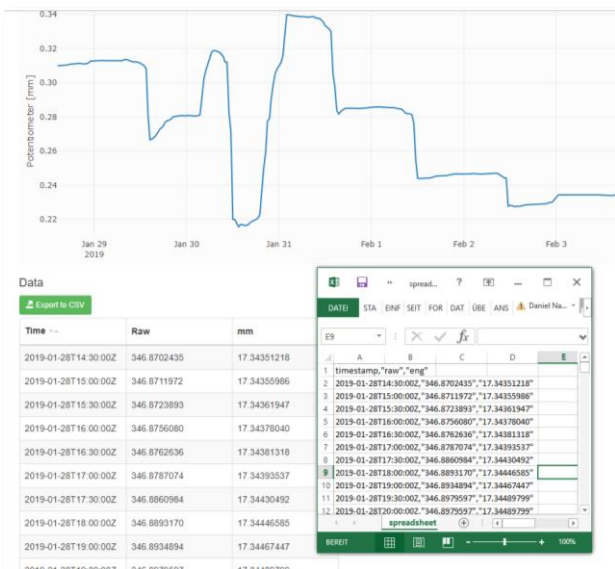 0.34
0.32
0.30
0.28
0.26
0.24
0.22
Potentiometer [mm]
Jan 29
2019
Jan 30
Jan 31
Feb 1
Feb 2
Feb 3
Data
Export to CSV
Time Raw mm
2019-01-28T14:30:00Z 346.8702435 17.34351218
2019-01-28T15:00:00Z 346.8711972 17.34355986
2019-01-28T15:30:00Z 346.8723893 17.34361947
2019-01-28T16:00:00Z 346.8756080 17.34378040
2019-01-28T16:30:00Z 346.8762636 17.34381318
2019-01-28T17:00:00Z 346.8787074 17.34393537
2019-01-28T17:30:00Z 346.8860984 17.34430492
2019-01-28T18:00:00Z 346.8893170 17.34446585
2019-01-28T19:00:00Z 346.8934894 17.34467447
spread... ?
DATEI STA EINF SEIT FOR DAT ÜBE ANS Daniel Na...
E9 fx
A B C D E
1 timestamp,"raw","eng"
2 2019-01-28T14:30:00Z,"346.8702435","17.34351218"
3 2019-01-28T15:00:00Z,"346.8711972","17.34355986"
4 2019-01-28T15:30:00Z,"346.8723893","17.34361947"
5 2019-01-28T16:00:00Z,"346.8756080","17.34378040"
6 2019-01-28T16:30:00Z,"346.8762636","17.34381318"
7 2019-01-28T17:00:00Z,"346.8787074","17.34393537"
8 2019-01-28T17:30:00Z,"346.8860984","17.34430492"
9 2019-01-28T18:00:00Z,"346.8893170","17.34446585"
10 2019-01-28T19:00:00Z,"346.8934894","17.34467447"
11 2019-01-28T19:30:00Z,"346.8979597","17.34489799"
12 2019-01-28T20:00:00Z,"346.8979597","17.34489799"
spreadsheet
BEREIT 100%